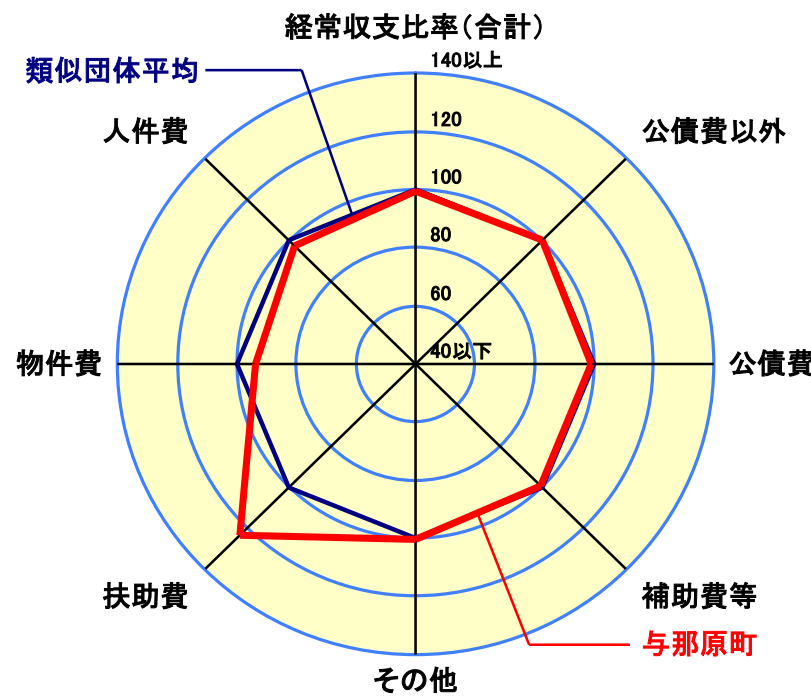 経常収支比率(合計)
140以上
類似団体平均
120
人件費
公債費以外
100
80
60
40以下
物件費
公債費
扶助費
補助費等
与那原町
その他